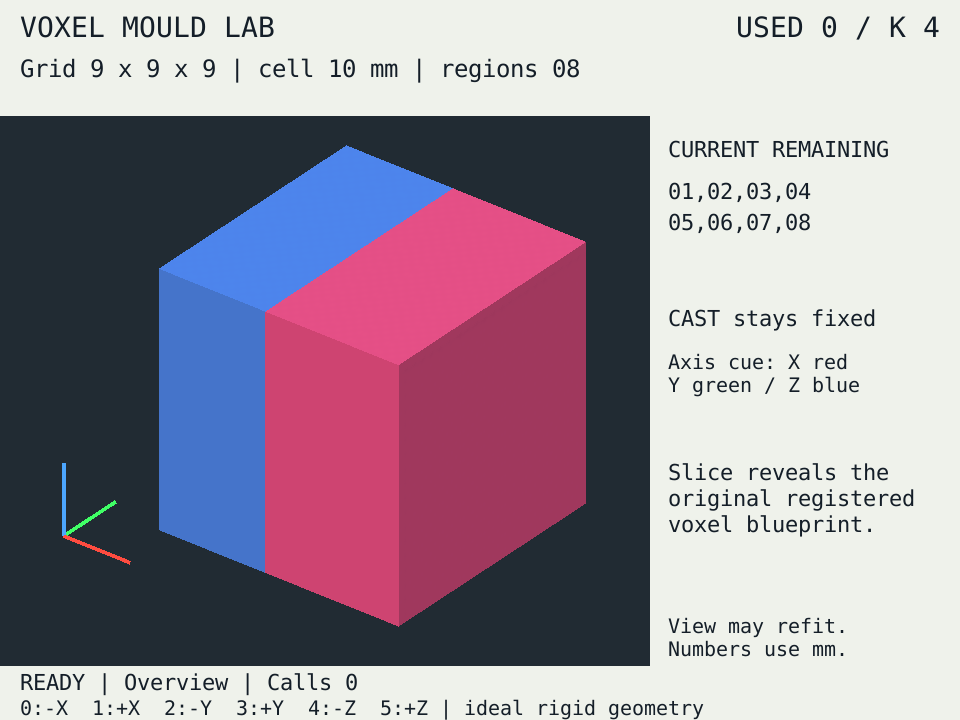 VOXEL MOULD LAB
USED 0 / K 4
Grid 9 x 9 x 9 | cell 10 mm | regions 08
CURRENT REMAINING
01,02,03,04
05,06,07,08
CAST stays fixed
Axis cue: X red
Y green / Z blue
Slice reveals the
original registered
voxel blueprint.
View may refit.
Numbers use mm.
READY | Overview | Calls 0
0:-X  1:+X  2:-Y  3:+Y  4:-Z  5:+Z | ideal rigid geometry